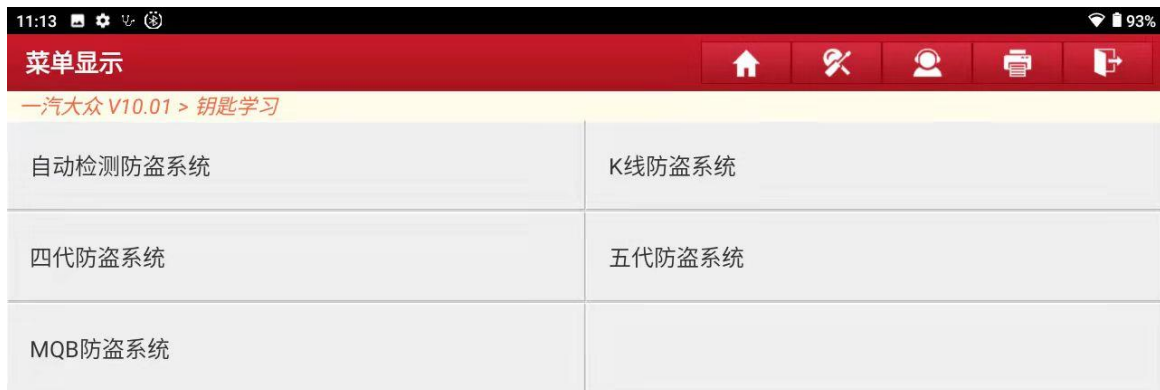 11:13
93%
菜单显示
一汽大众 V10.01 > 钥匙学习
自动检测防盗系统
K线防盗系统
四代防盗系统
五代防盗系统
MQB防盗系统